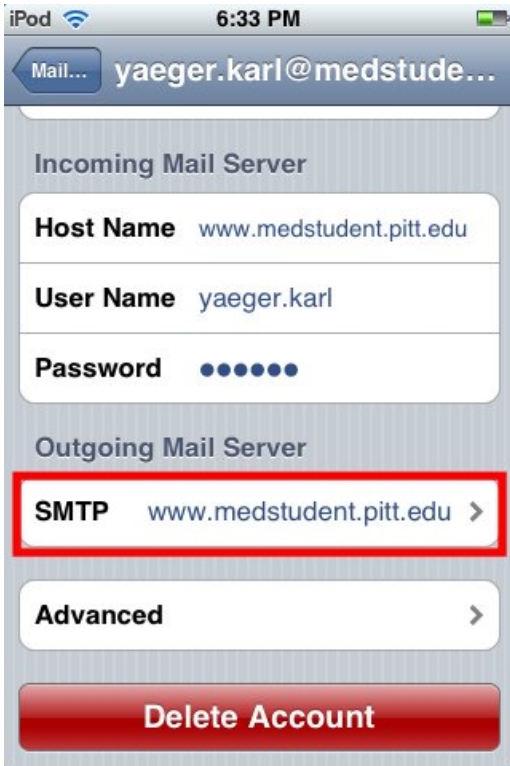 iPod 6:33 PM
Mail... yaeger.karl@medstude...
Incoming Mail Server
Host Name www.medstudent.pitt.edu
User Name yaeger.karl
Password ●●●●●●
Outgoing Mail Server
SMTP www.medstudent.pitt.edu
Advanced
Delete Account